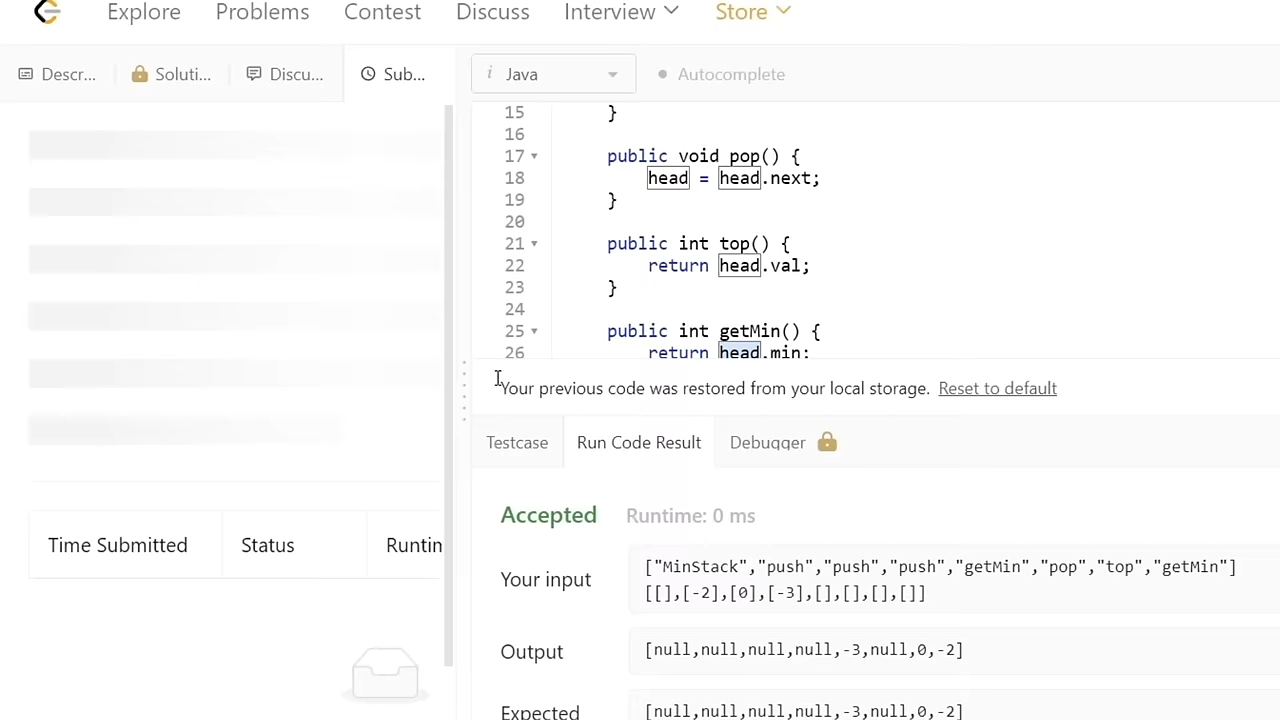 Explore Problems Contest Discuss Interview Store
Descr... Soluti... Discu... Sub...
i Java Autocomplete
15 }
16
17 public void pop() {
18 head = head.next;
19 }
20
21 public int top() {
22 return head.val;
23 }
24
25 public int getMin() {
26 return head.min;
Your previous code was restored from your local storage. Reset to default
Testcase Run Code Result Debugger
Accepted Runtime: 0 ms
Your input
["MinStack","push","push","push","getMin","pop","top","getMin"]
[[],[-2],[0],[-3],[],[],[],[]]
Time Submitted Status Runtin
Output [null,null,null,null,-3,null,0,-2]
Expected [null,null,null,null,-3,null,0,-2]